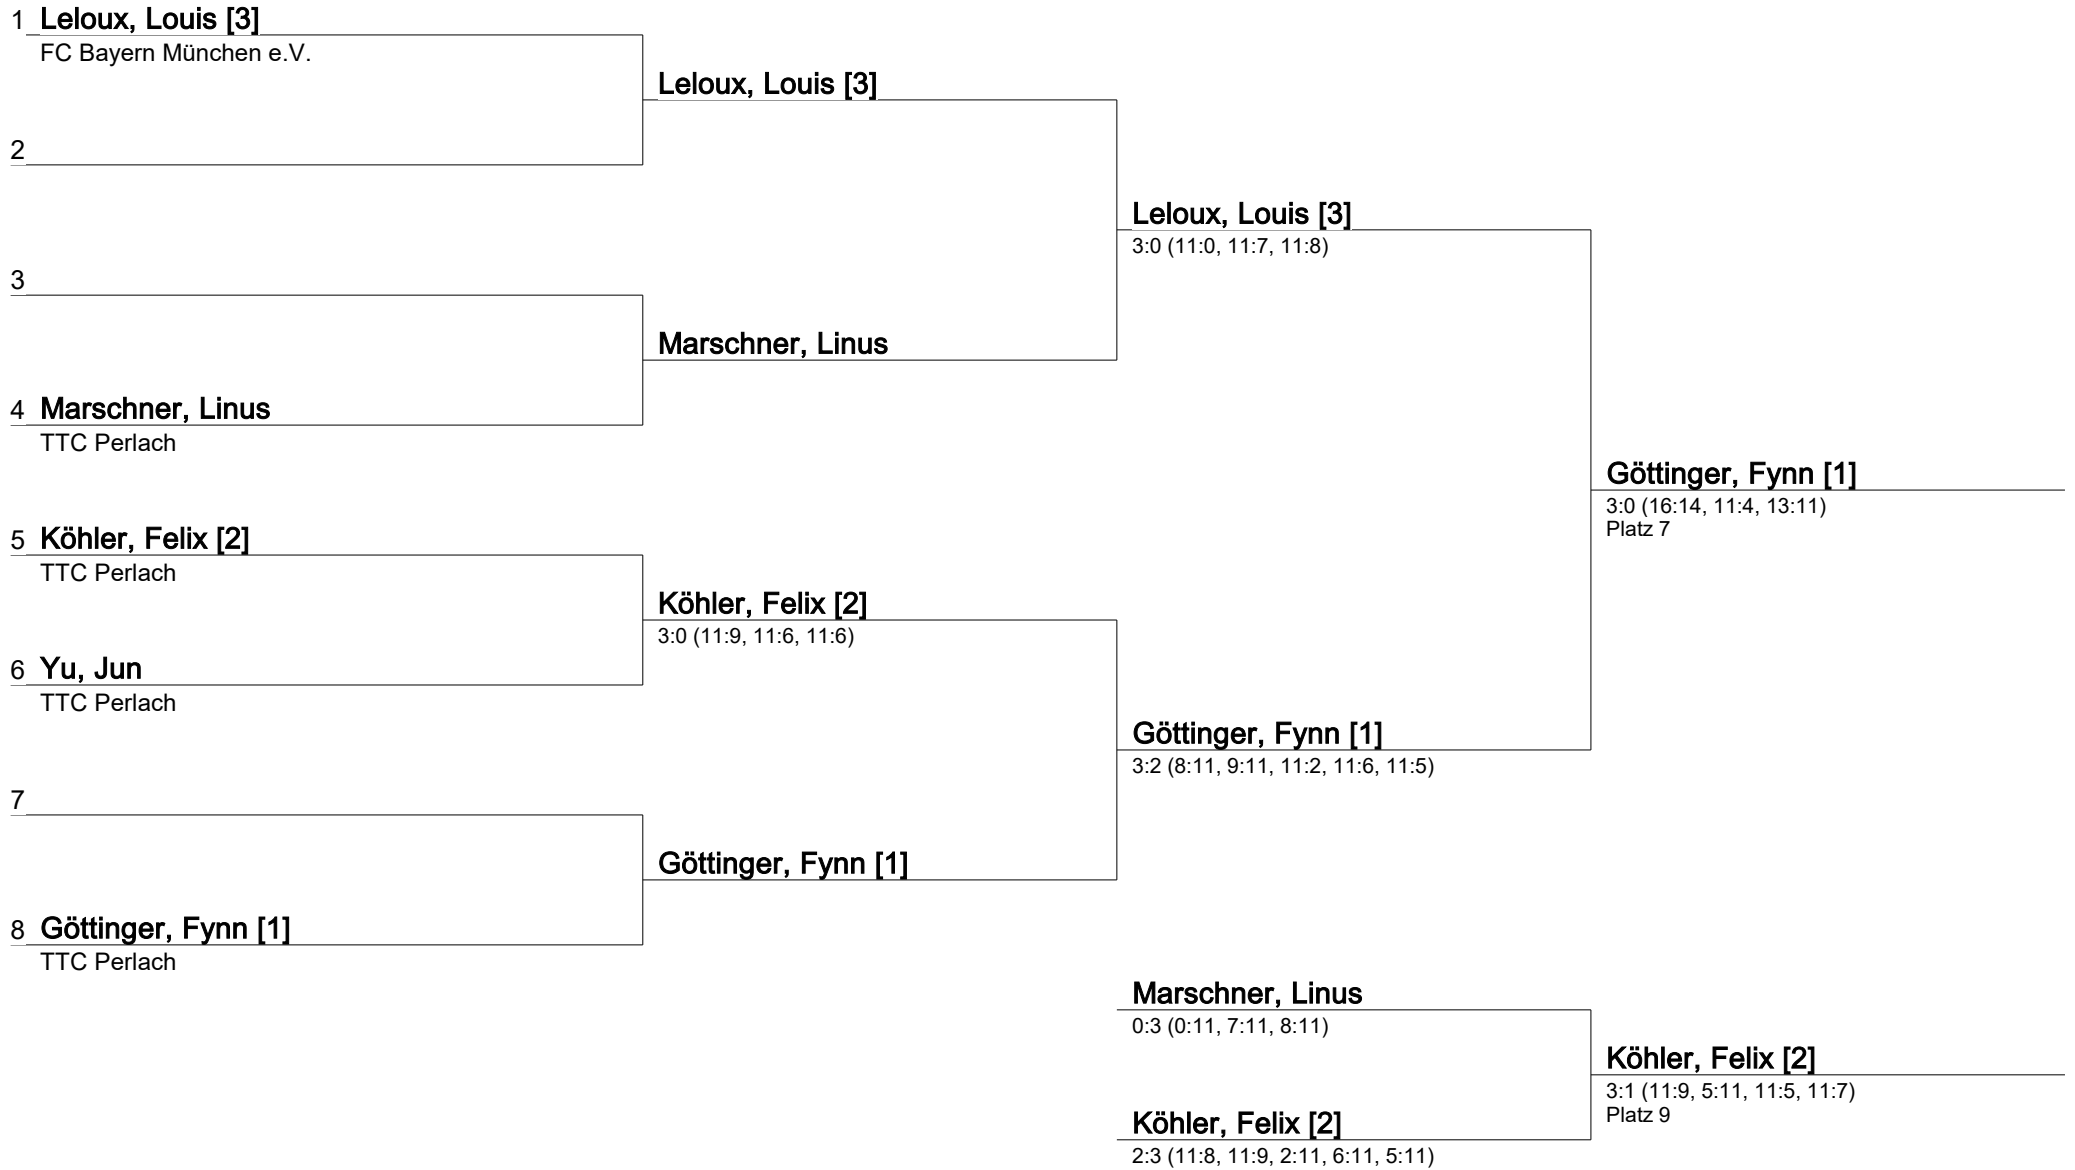 1 Leloux, Louis [3]
FC Bayern München e.V.
Leloux, Louis [3]
2
Leloux, Louis [3]
3:0 (11:0, 11:7, 11:8)
3
Marschner, Linus
4 Marschner, Linus
TTC Perlach
Göttinger, Fynn [1]
3:0 (16:14, 11:4, 13:11)
Platz 7
5 Köhler, Felix [2]
TTC Perlach
Köhler, Felix [2]
3:0 (11:9, 11:6, 11:6)
6 Yu, Jun
TTC Perlach
Göttinger, Fynn [1]
3:2 (8:11, 9:11, 11:2, 11:6, 11:5)
7
Göttinger, Fynn [1]
8 Göttinger, Fynn [1]
TTC Perlach
Marschner, Linus
0:3 (0:11, 7:11, 8:11)
Köhler, Felix [2]
3:1 (11:9, 5:11, 11:5, 11:7)
Platz 9
Köhler, Felix [2]
2:3 (11:8, 11:9, 2:11, 6:11, 5:11)